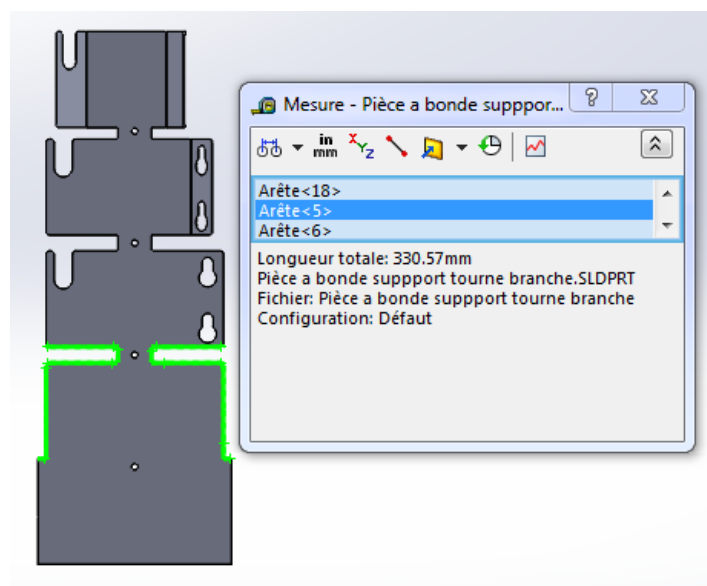 Mesure - Pièce a bonde supppor...
in
mm
X
Y
Z
Arête<18>
Arête<5>
Arête<6>
Longueur totale: 330.57mm
Pièce a bonde suppport tourne branche.SLDPRT
Fichier: Pièce a bonde suppport tourne branche
Configuration: Défaut